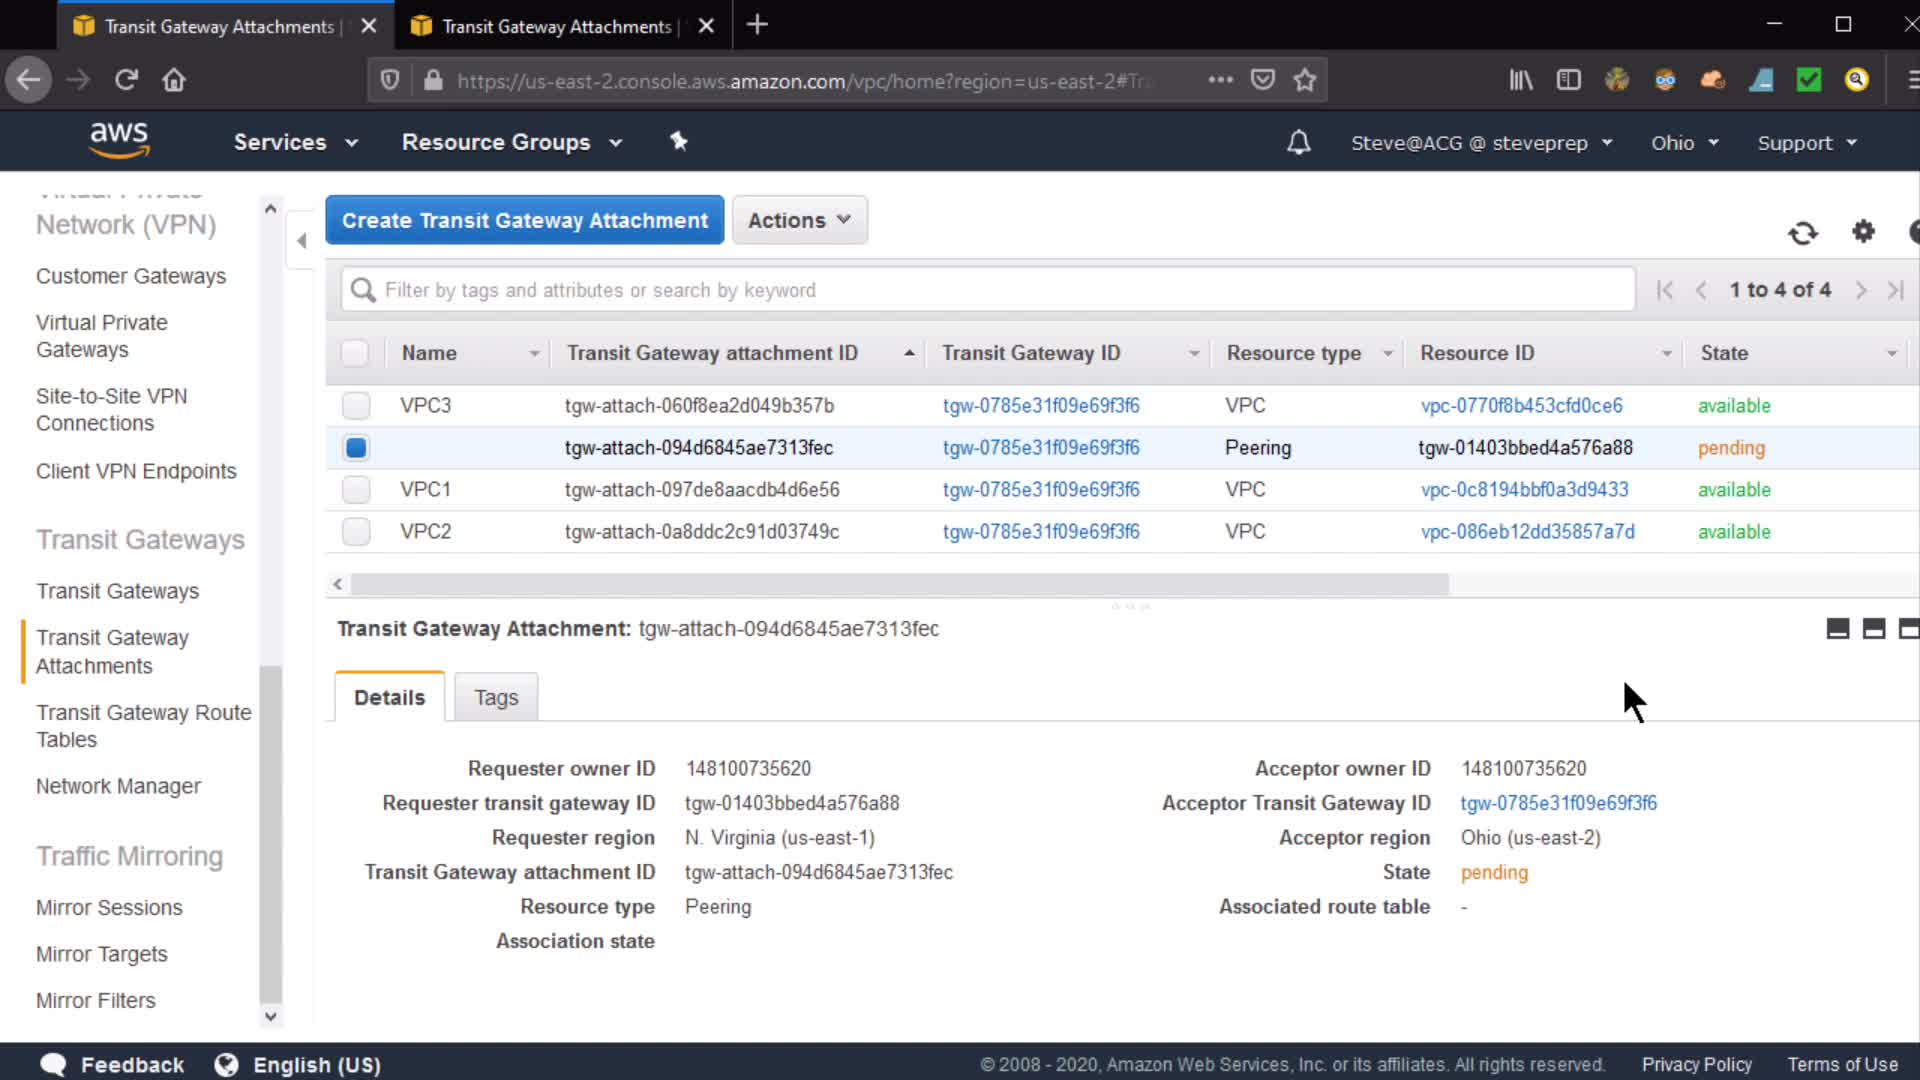 Transit Gateway Attachments |
Transit Gateway Attachments |
https://us-east-2.console.aws.amazon.com/vpc/home?region=us-east-2#Tra
aws
Services
Resource Groups
Steve@ACG @ steveprep
Ohio
Support
Virtual Private
Network (VPN)
Customer Gateways
Virtual Private
Gateways
Site-to-Site VPN
Connections
Client VPN Endpoints
Transit Gateways
Transit Gateways
Transit Gateway
Attachments
Transit Gateway Route
Tables
Network Manager
Traffic Mirroring
Mirror Sessions
Mirror Targets
Mirror Filters
Create Transit Gateway Attachment
Actions
Filter by tags and attributes or search by keyword
1 to 4 of 4
Name Transit Gateway attachment ID Transit Gateway ID Resource type Resource ID State
VPC3 tgw-attach-060f8ea2d049b357b tgw-0785e31f09e69f3f6 VPC vpc-0770f8b453cfd0ce6 available
tgw-attach-094d6845ae7313fec tgw-0785e31f09e69f3f6 Peering tgw-01403bbed4a576a88 pending
VPC1 tgw-attach-097de8aacdb4d6e56 tgw-0785e31f09e69f3f6 VPC vpc-0c8194bbf0a3d9433 available
VPC2 tgw-attach-0a8ddc2c91d03749c tgw-0785e31f09e69f3f6 VPC vpc-086eb12dd35857a7d available
Transit Gateway Attachment: tgw-attach-094d6845ae7313fec
Details
Tags
Requester owner ID 148100735620
Requester transit gateway ID tgw-01403bbed4a576a88
Requester region N. Virginia (us-east-1)
Transit Gateway attachment ID tgw-attach-094d6845ae7313fec
Resource type Peering
Association state
Acceptor owner ID 148100735620
Acceptor Transit Gateway ID tgw-0785e31f09e69f3f6
Acceptor region Ohio (us-east-2)
State pending
Associated route table -
Feedback
English (US)
© 2008 - 2020, Amazon Web Services, Inc. or its affiliates. All rights reserved.
Privacy Policy
Terms of Use